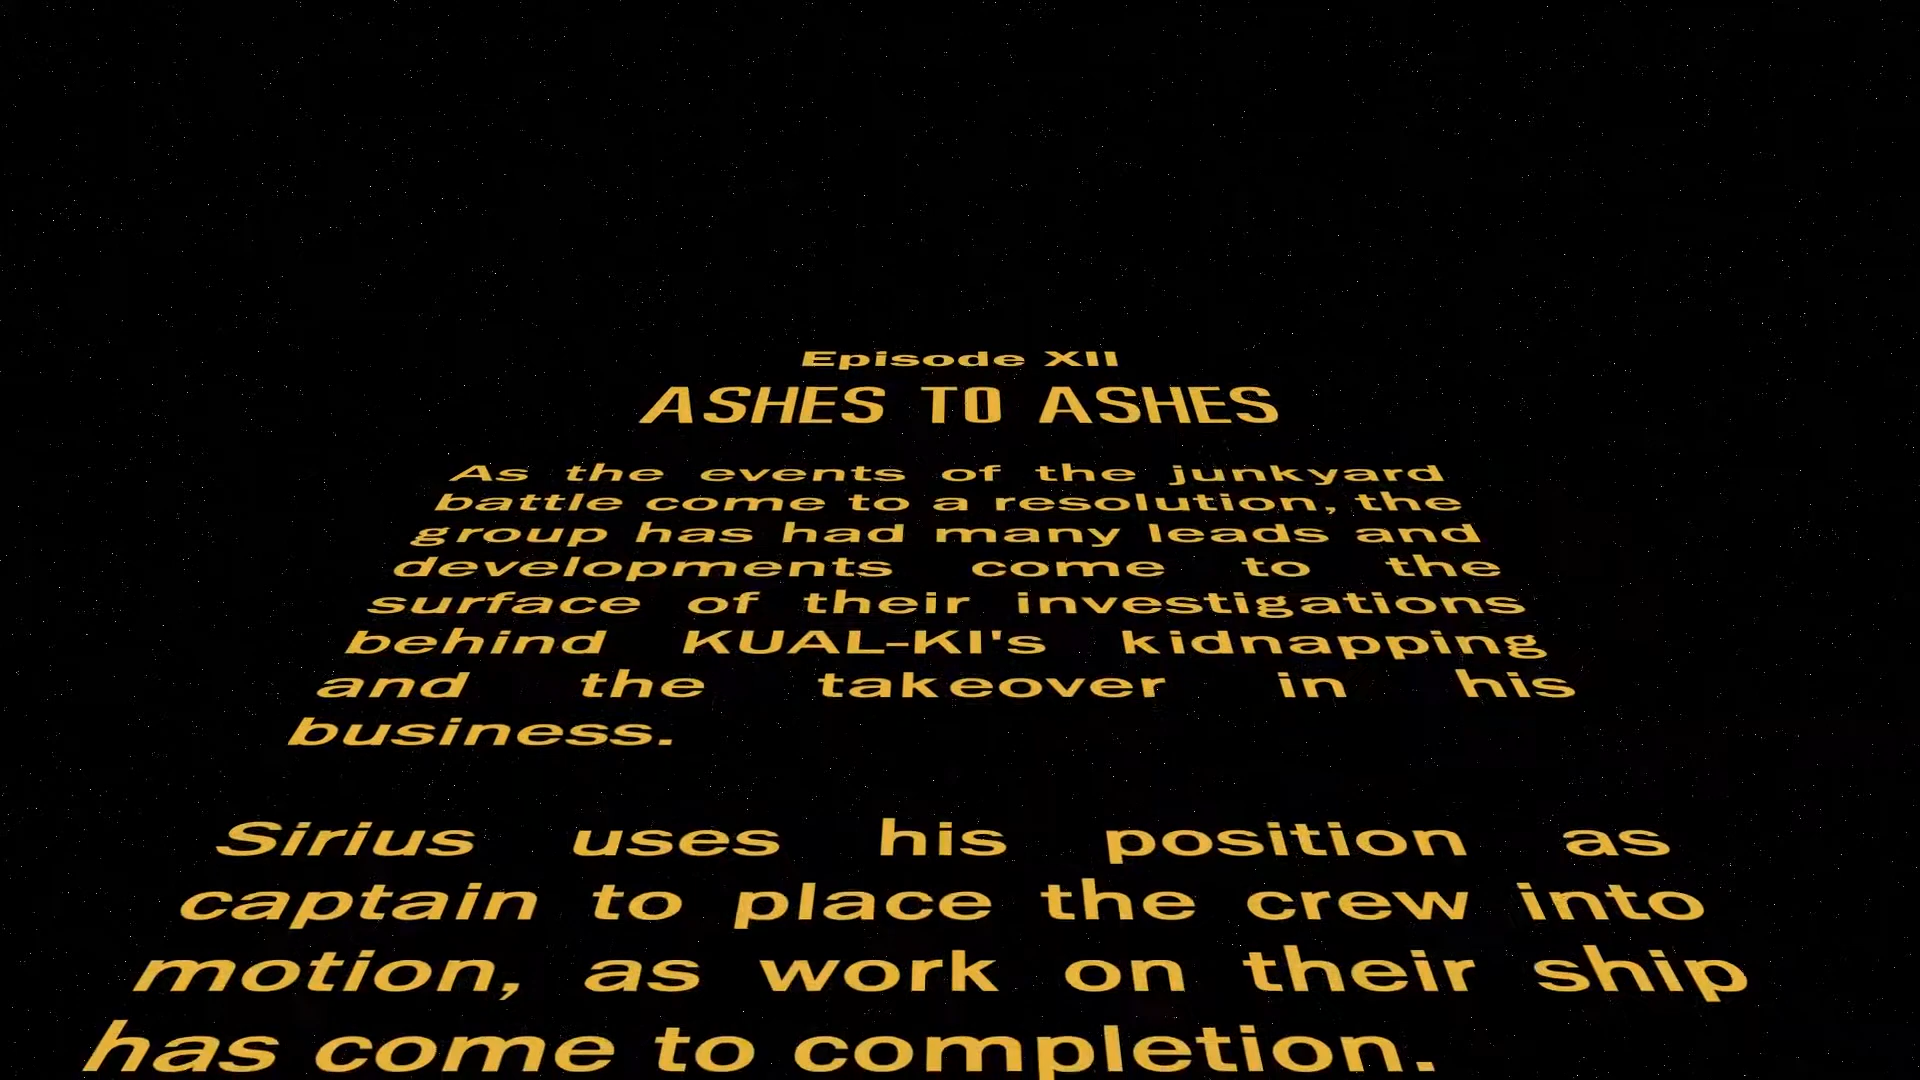 Episode XII
ASHES TO ASHES
As the events of the junkyard
battle come to a resolution, the
group has had many leads and
developments come to the
surface of their investigations
behind KUAL-KI's kidnapping
and the takeover in his
business.
Sirius uses his position as
captain to place the crew into
motion, as work on their ship
has come to completion.